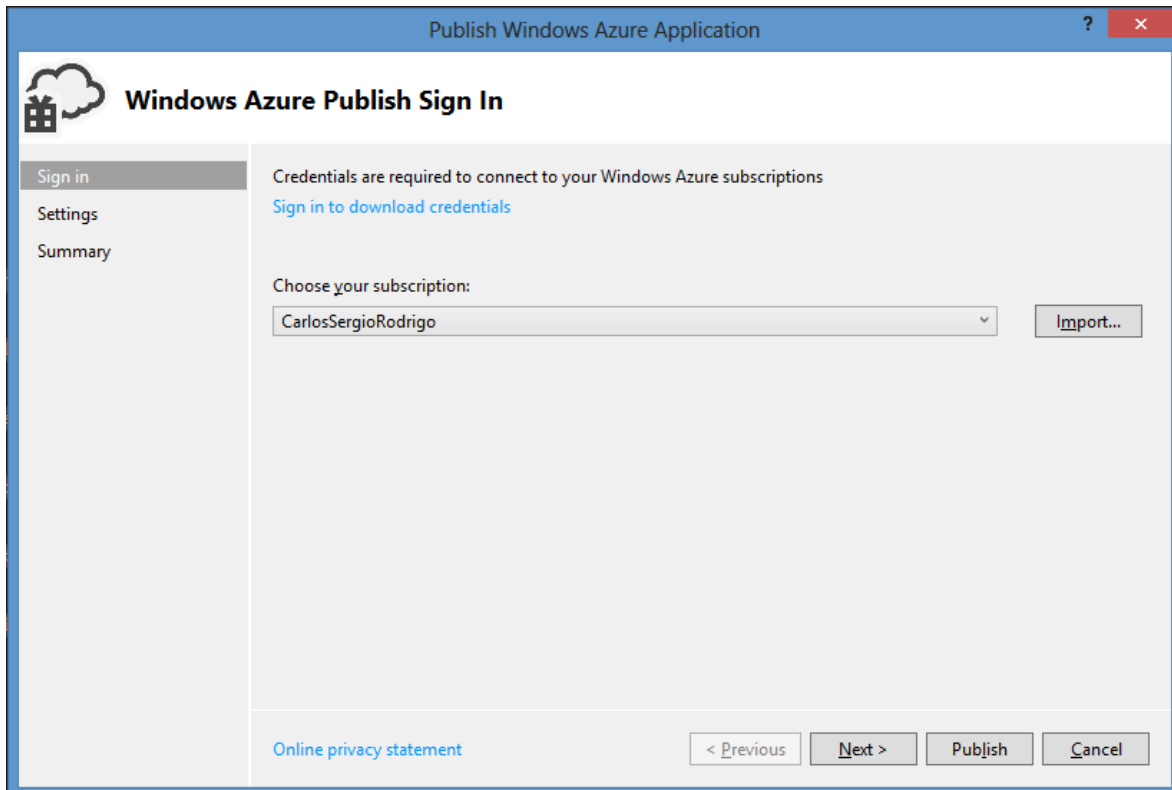 Publish Windows Azure Application
?
Windows Azure Publish Sign In
Sign in
Settings
Summary
Credentials are required to connect to your Windows Azure subscriptions
Sign in to download credentials
Choose your subscription:
CarlosSergioRodrigo
Import...
Online privacy statement
< Previous
Next >
Publish
Cancel